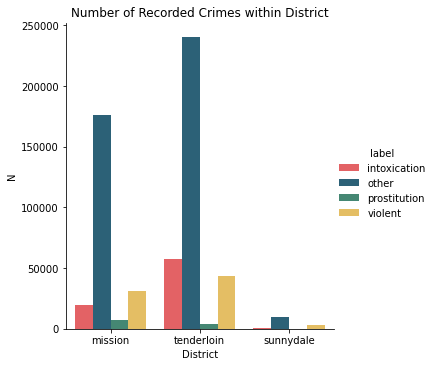 Number of Recorded Crimes within District
250000
200000
150000
100000
50000
0
N
mission
tenderloin
sunnydale
District
label
intoxication
other
prostitution
violent